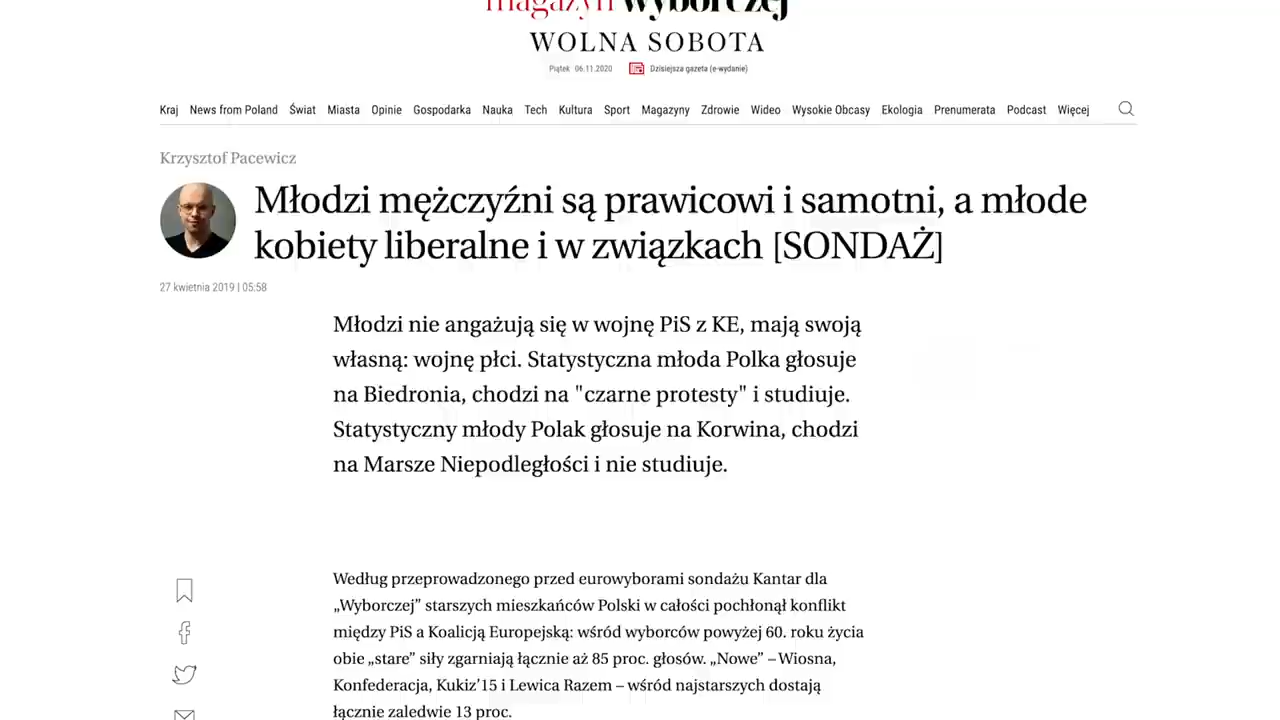 magazyn wyborczej
WOLNA SOBOTA
Piątek 06.11.2020 Dzisiejsza gazeta (e-wydanie)
Kraj News from Poland Świat Miasta Opinie Gospodarka Nauka Tech Kultura Sport Magazyny Zdrowie Wideo Wysokie Obcasy Ekologia Prenumerata Podcast Więcej
Krzysztof Pacewicz
Młodzi mężczyźni są prawicowi i samotni, a młode
kobiety liberalne i w związkach [SONDAŻ]
27 kwietnia 2019 | 05:58
Młodzi nie angażują się w wojnę PiS z KE, mają swoją
własną: wojnę płci. Statystyczna młoda Polka głosuje
na Biedronia, chodzi na "czarne protesty" i studiuje.
Statystyczny młody Polak głosuje na Korwina, chodzi
na Marsze Niepodległości i nie studiuje.
Według przeprowadzonego przed eurowyborami sondażu Kantar dla
„Wyborczej” starszych mieszkańców Polski w całości pochłonął konflikt
między PiS a Koalicją Europejską: wśród wyborców powyżej 60. roku życia
obie „stare” siły zgarniają łącznie aż 85 proc. głosów. „Nowe” – Wiosna,
Konfederacja, Kukiz’15 i Lewica Razem – wśród najstarszych dostają
łącznie zaledwie 13 proc.